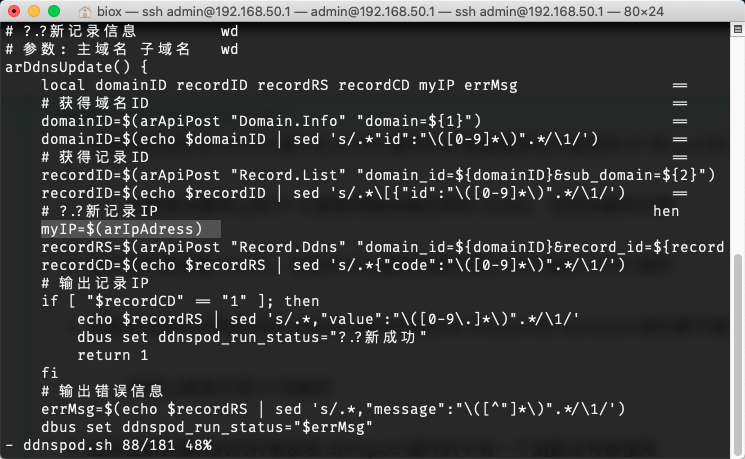 biox — ssh admin@192.168.50.1 — ssh admin@192.168.50.1 — 80×24
# ?.?新记录信息 wd
# 参数: 主域名 子域名 wd
arDdnsUpdate() {
local domainID recordID recordRS recordCD myIP errMsg ==
# 获得域名ID ==
domainID=$(arApiPost "Domain.Info" "domain=${1}") ==
domainID=$(echo $domainID | sed 's/.*"id":"\([0-9]*\)".*/\1/') ==
# 获得记录ID ==
recordID=$(arApiPost "Record.List" "domain_id=${domainID}&sub_domain=${2}")
recordID=$(echo $recordID | sed 's/.*\[{"id":"\([0-9]*\)".*/\1/') ==
# ?.?新记录IP hen
myIP=$(arIpAdress)
recordRS=$(arApiPost "Record.Ddns" "domain_id=${domainID}&record_id=${record
recordCD=$(echo $recordRS | sed 's/.*{"code":"\([0-9]*\)".*/\1/')
# 输出记录IP
if [ "$recordCD" == "1" ]; then
echo $recordRS | sed 's/.*,"value":"\([0-9\.]*\)".*/\1/'
dbus set ddnspod_run_status="?.?新成功"
return 1
fi
# 输出错误信息
errMsg=$(echo $recordRS | sed 's/.*,"message":"\([^"]*\)".*/\1/')
dbus set ddnspod_run_status="$errMsg"
- ddnspod.sh 88/181 48%